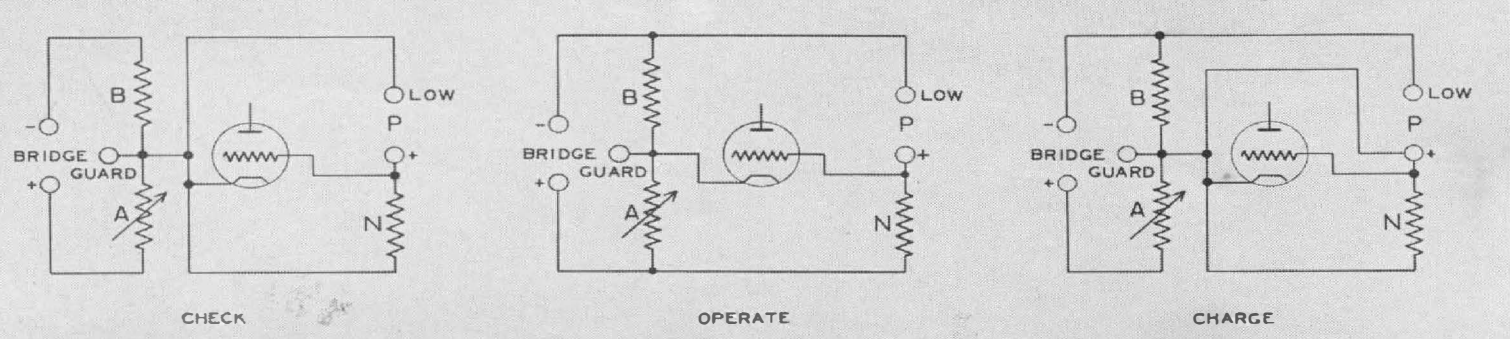 B
LOW
P
-
+
BRIDGE
GUARD
+
A
N
CHECK
B
LOW
P
-
+
BRIDGE
GUARD
+
A
N
OPERATE
B
LOW
P
-
+
BRIDGE
GUARD
+
A
N
CHARGE